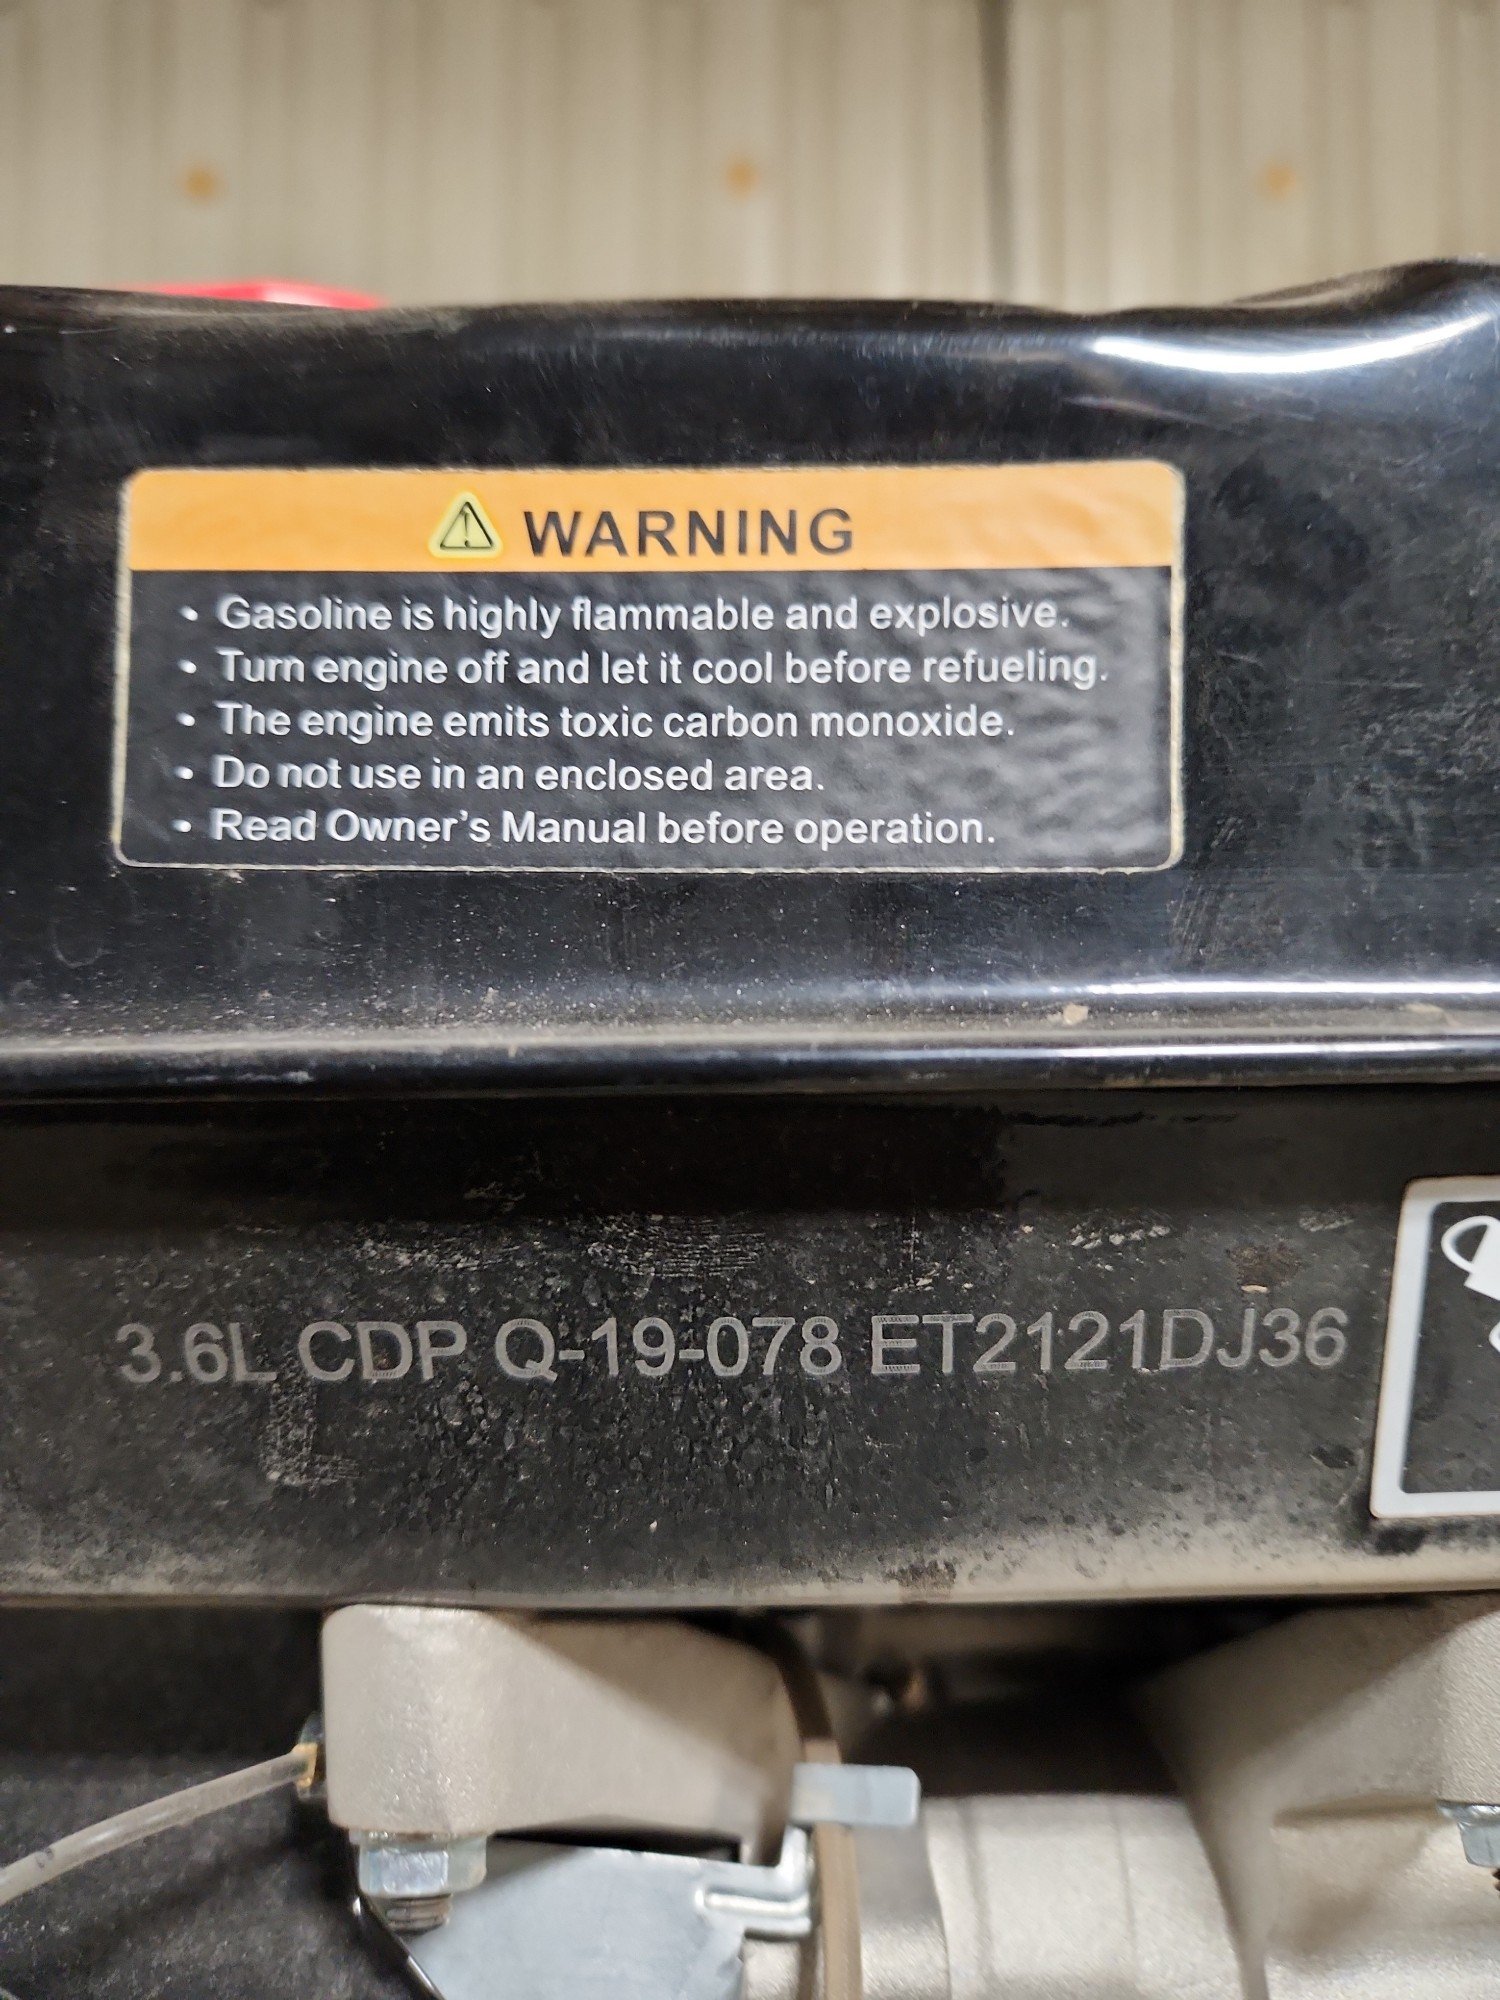 WARNING
• Gasoline is highly flammable and explosive.
• Turn engine off and let it cool before refueling.
• The engine emits toxic carbon monoxide.
• Do not use in an enclosed area.
• Read Owner's Manual before operation.
3.6L CDP Q-19-078 ET2121DJ36